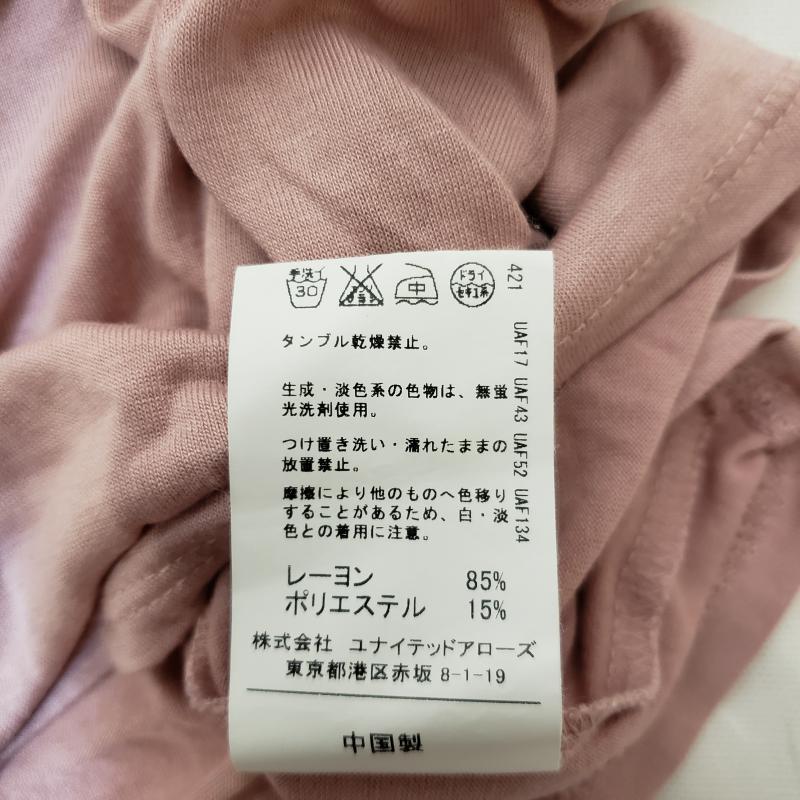 手洗イ
30
中
ドライ
セキユ系
421
タンブル乾燥禁止。
生成・淡色系の色物は、無蛍
光洗剤使用。
つけ置き洗い・濡れたままの
放置禁止。
摩擦により他のものへ色移り
することがあるため、白・淡
色との着用に注意。
UAF17 UAF43 UAF52 UAF134
レーヨン 85%
ポリエステル 15%
株式会社 ユナイテッドアローズ
東京都港区赤坂 8-1-19
中国製